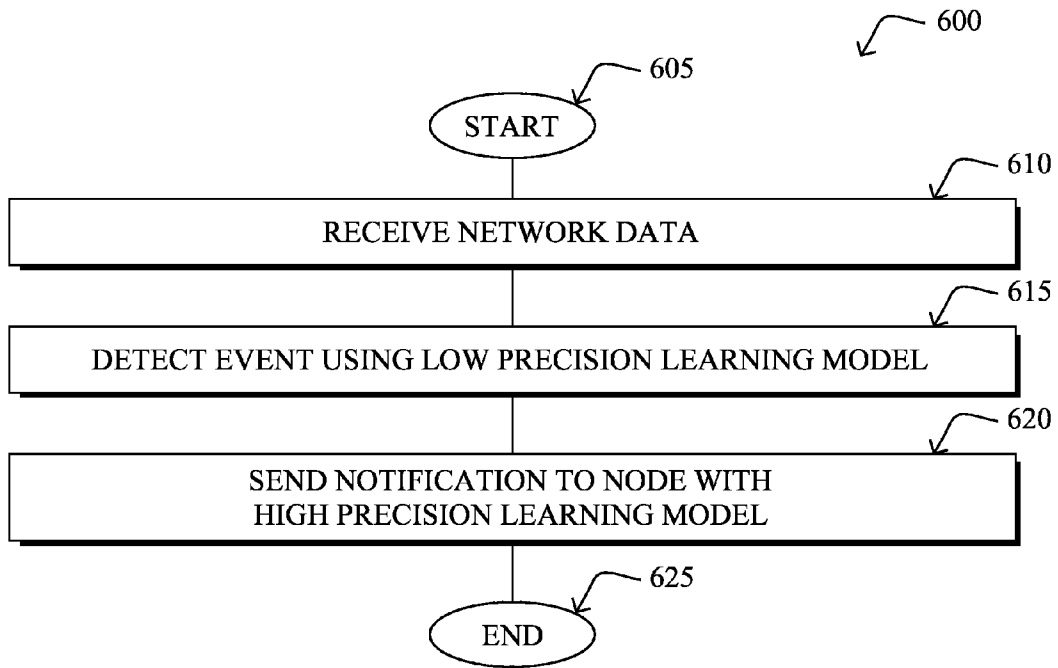 600
605
START
610
RECEIVE NETWORK DATA
615
DETECT EVENT USING LOW PRECISION LEARNING MODEL
620
SEND NOTIFICATION TO NODE WITH
HIGH PRECISION LEARNING MODEL
625
END